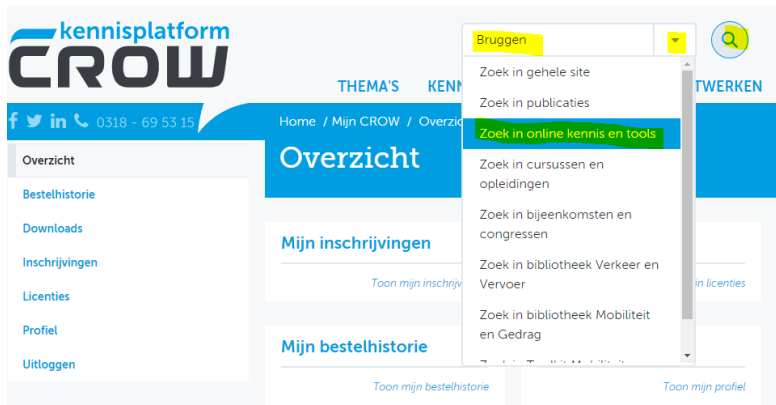 kennisplatform
CROW
Bruggen
THEMA'S KENN
TWERKEN
Zoek in gehele site
Zoek in publicaties
Zoek in online kennis en tools
Zoek in cursussen en
opleidingen
Zoek in bijeenkomsten en
congressen
Zoek in bibliotheek Verkeer en
Vervoer
Zoek in bibliotheek Mobiliteit
en Gedrag
0318 - 69 53 15
Home / Mijn CROW / Overzic
Overzicht
Overzicht
Bestelhistorie
Downloads
Inschrijvingen
Licenties
Profiel
Uitloggen
Mijn inschrijvingen
Toon mijn inschrijv
n licenties
Mijn bestelhistorie
Toon mijn bestelhistorie
Toon mijn profiel